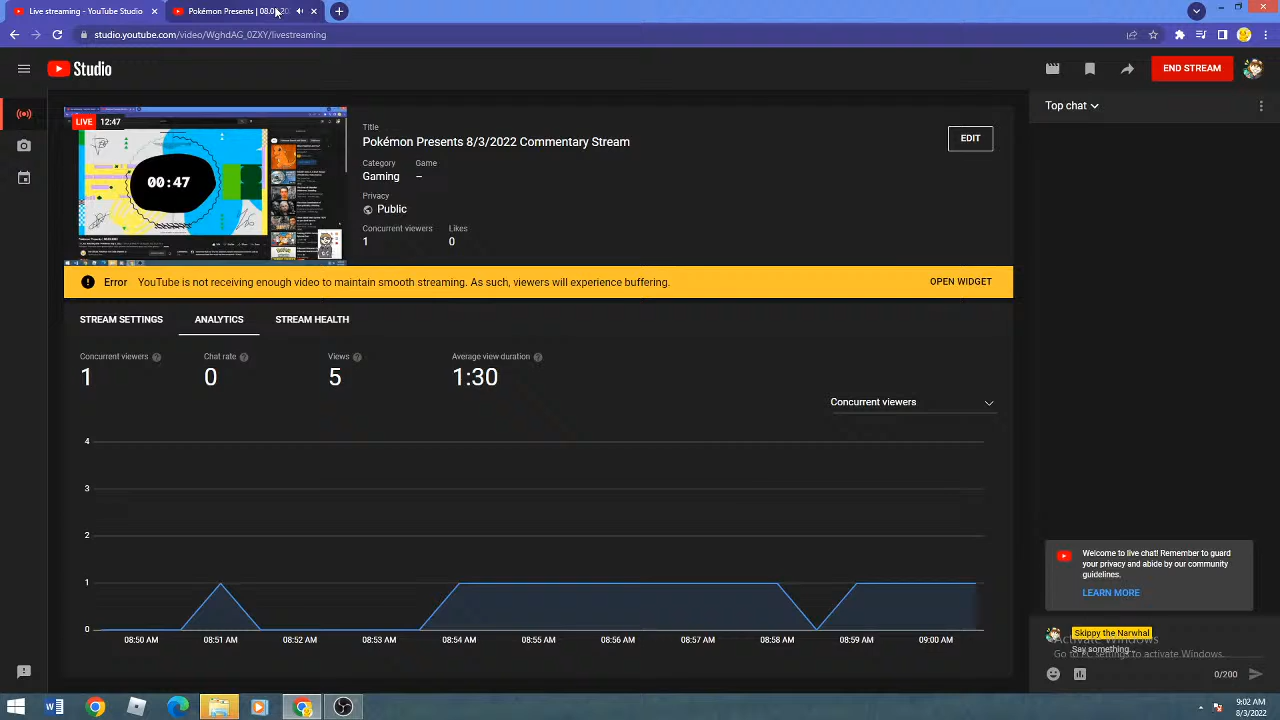 Live streaming - YouTube Studio
Pokémon Presents | 08.0
studio.youtube.com/video/WghdAG_0ZXY/livestreaming
Studio
END STREAM
LIVE 12:47
00:47
Title
Pokémon Presents 8/3/2022 Commentary Stream
EDIT
Category Game
Gaming –
Privacy
Public
Concurrent viewers Likes
1 0
Top chat
Error YouTube is not receiving enough video to maintain smooth streaming. As such, viewers will experience buffering.
OPEN WIDGET
STREAM SETTINGS ANALYTICS STREAM HEALTH
Concurrent viewers Chat rate Views Average view duration
1 0 5 1:30
Concurrent viewers
4
3
2
1
0
08:50 AM 08:51 AM 08:52 AM 08:53 AM 08:54 AM 08:55 AM 08:56 AM 08:57 AM 08:58 AM 08:59 AM 09:00 AM
Welcome to live chat! Remember to guard
your privacy and abide by our community
guidelines.
LEARN MORE
Skippy the Narwhal
Activate Windows
Say something...
Go to PC settings to activate Windows.
0/200
9:02 AM
8/3/2022